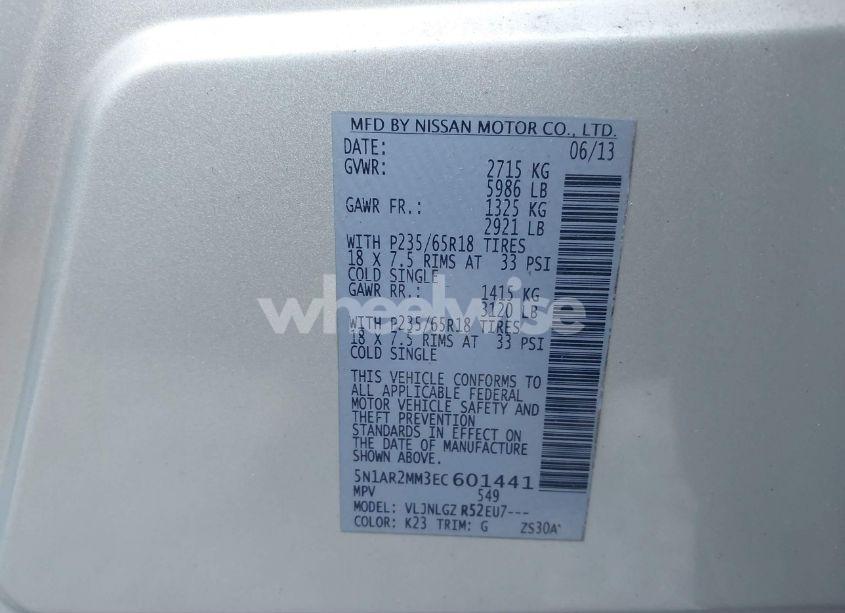 MFD BY NISSAN MOTOR CO., LTD.
DATE: 06/13
GVWR: 2715 KG
5986 LB
GAWR FR.: 1325 KG
2921 LB
WITH P235/65R18 TIRES
18 X 7.5 RIMS AT 33 PSI
COLD SINGLE
GAWR RR.: 1415 KG
3120 LB
wheelwise
WITH P235/65R18 TIRES
18 X 7.5 RIMS AT 33 PSI
COLD SINGLE
THIS VEHICLE CONFORMS TO
ALL APPLICABLE FEDERAL
MOTOR VEHICLE SAFETY AND
THEFT PREVENTION
STANDARDS IN EFFECT ON
THE DATE OF MANUFACTURE
SHOWN ABOVE.
5N1AR2MM3EC601441
MPV 549
MODEL: VLJNLGZ R52EU7---
COLOR: K23 TRIM: G ZS30A